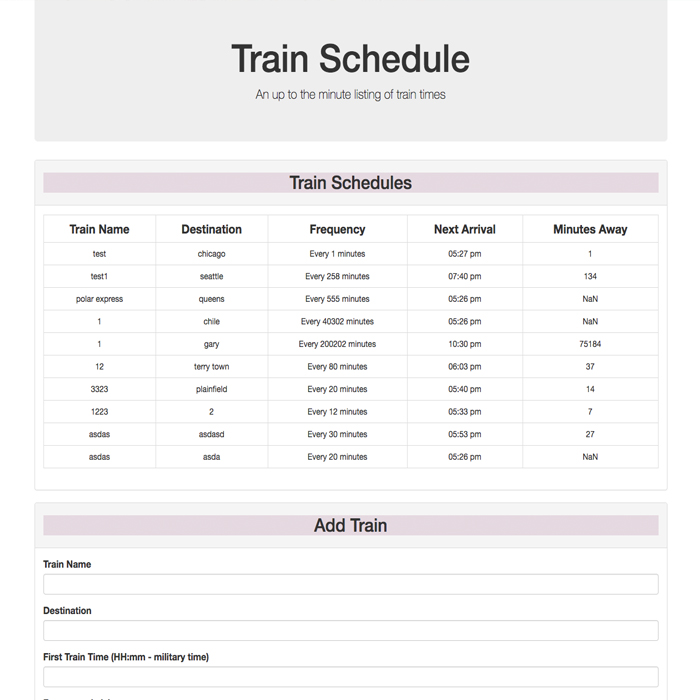 Train Schedule
An up to the minute listing of train times
Train Schedules
Train Name Destination Frequency Next Arrival Minutes Away
test chicago Every 1 minutes 05:27 pm 1
test1 seattle Every 258 minutes 07:40 pm 134
polar express queens Every 555 minutes 05:26 pm NaN
1 chile Every 40302 minutes 05:26 pm NaN
1 gary Every 200202 minutes 10:30 pm 75184
12 terry town Every 80 minutes 06:03 pm 37
3323 plainfield Every 20 minutes 05:40 pm 14
1223 2 Every 12 minutes 05:33 pm 7
asdas asdasd Every 30 minutes 05:53 pm 27
asdas asda Every 20 minutes 05:26 pm NaN
Add Train
Train Name
Destination
First Train Time (HH:mm - military time)